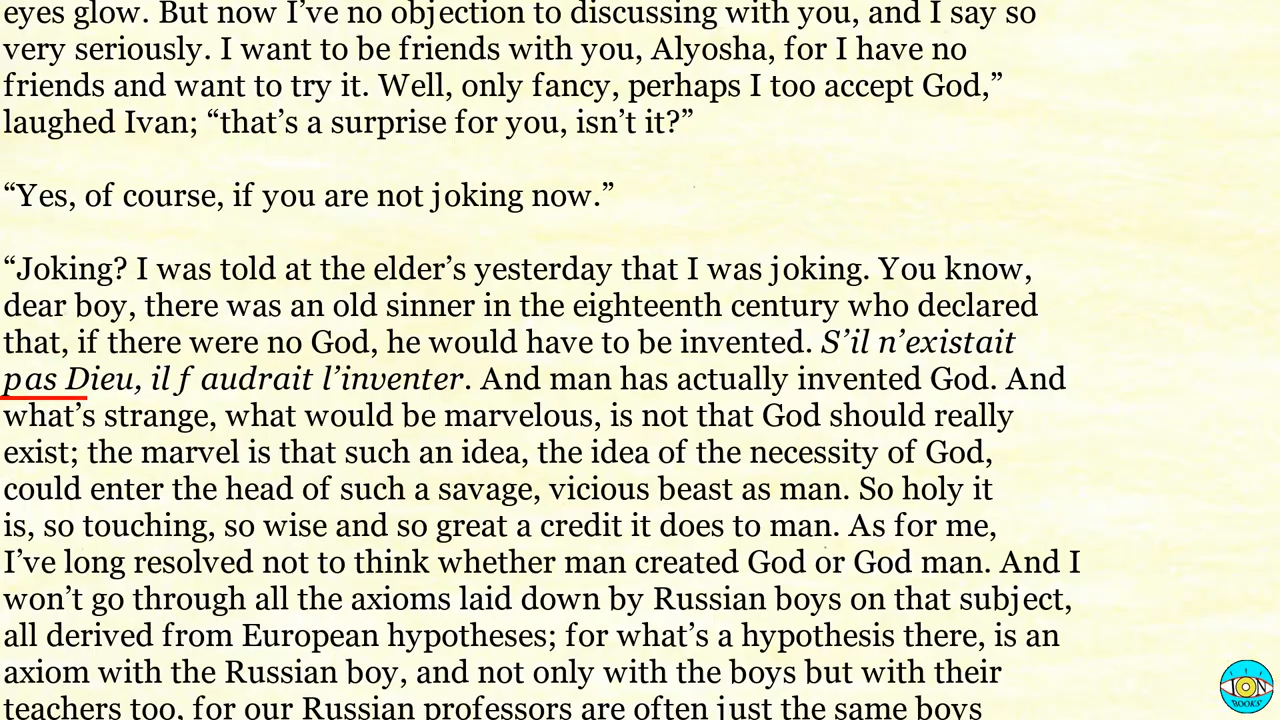 eyes glow. But now I’ve no objection to discussing with you, and I say so
very seriously. I want to be friends with you, Alyosha, for I have no
friends and want to try it. Well, only fancy, perhaps I too accept God,”
laughed Ivan; “that’s a surprise for you, isn’t it?”
“Yes, of course, if you are not joking now.”
“Joking? I was told at the elder’s yesterday that I was joking. You know,
dear boy, there was an old sinner in the eighteenth century who declared
that, if there were no God, he would have to be invented. S’il n’existait
pas Dieu, il f audrait l’inventer. And man has actually invented God. And
what’s strange, what would be marvelous, is not that God should really
exist; the marvel is that such an idea, the idea of the necessity of God,
could enter the head of such a savage, vicious beast as man. So holy it
is, so touching, so wise and so great a credit it does to man. As for me,
I’ve long resolved not to think whether man created God or God man. And I
won’t go through all the axioms laid down by Russian boys on that subject,
all derived from European hypotheses; for what’s a hypothesis there, is an
axiom with the Russian boy, and not only with the boys but with their
teachers too, for our Russian professors are often just the same boys
ION
BOOKS